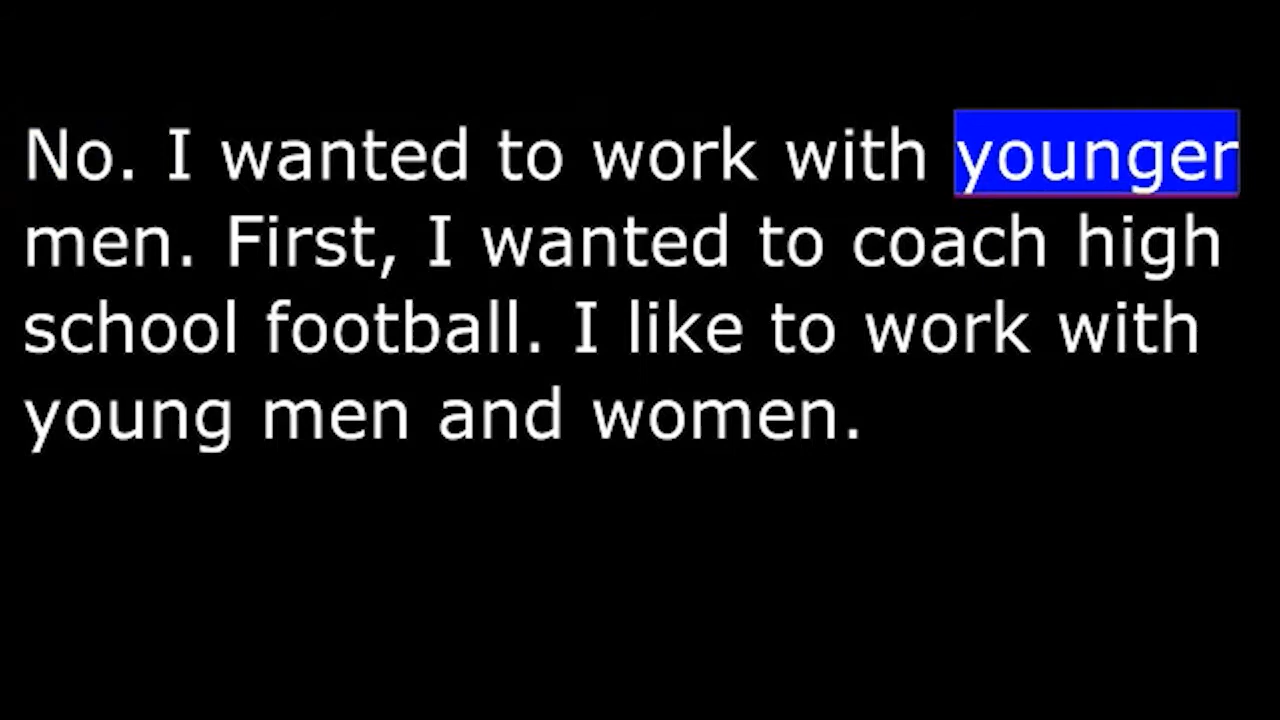 No. I wanted to work with younger
men. First, I wanted to coach high
school football. I like to work with
young men and women.